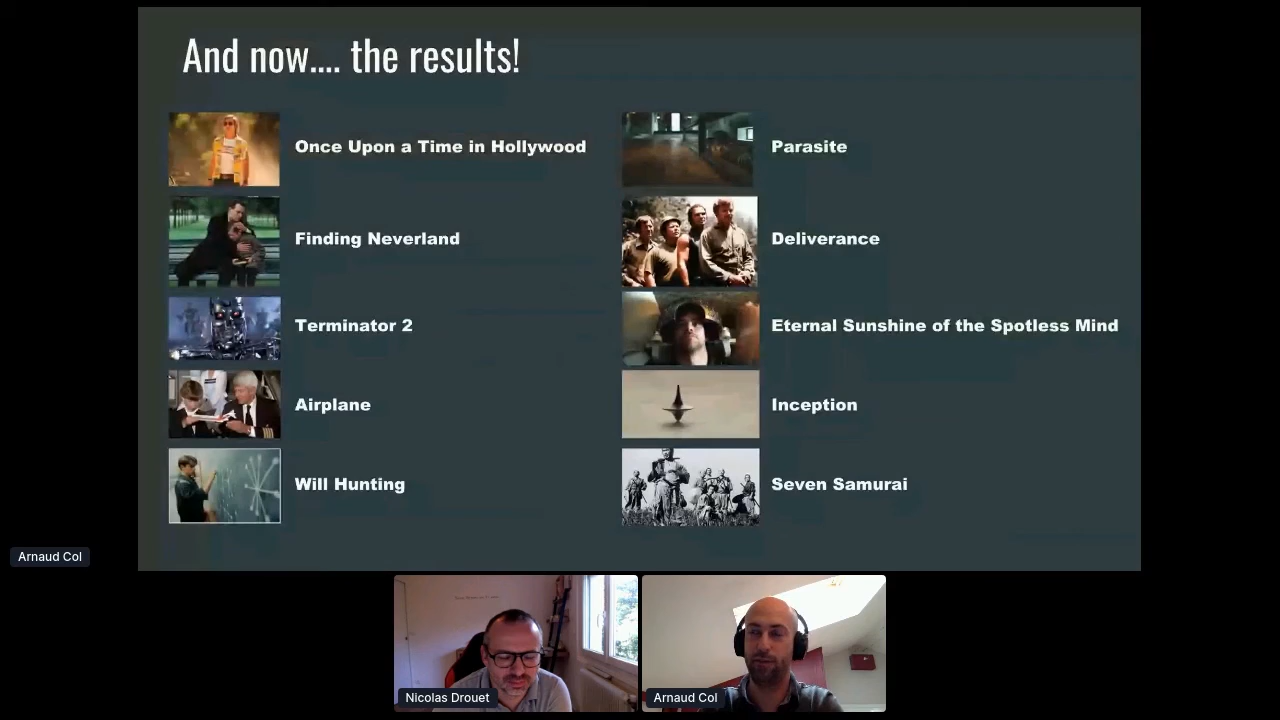 And now.... the results!
Once Upon a Time in Hollywood
Parasite
Finding Neverland
Deliverance
Terminator 2
Eternal Sunshine of the Spotless Mind
Airplane
Inception
Will Hunting
Seven Samurai
Arnaud Col
Nicolas Drouet
Arnaud Col